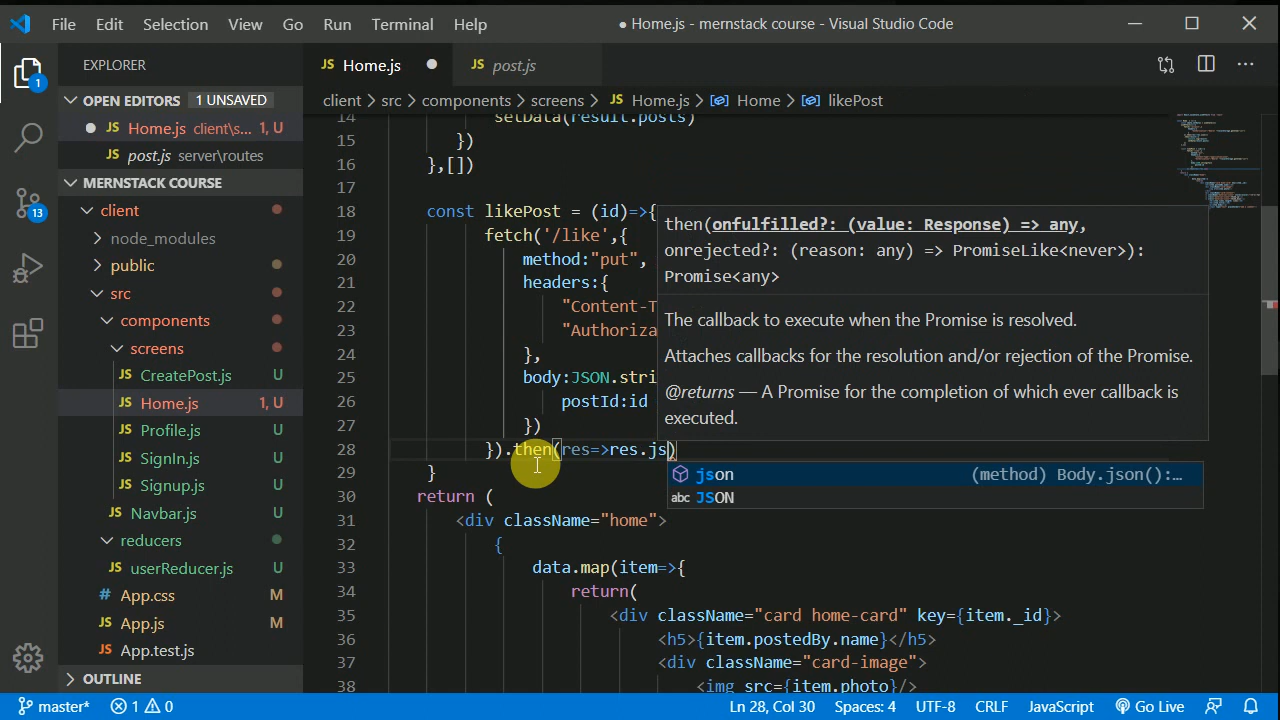 File Edit Selection View Go Run Terminal Help ● Home.js - mernstack course - Visual Studio Code
EXPLORER
JS Home.js ●
JS post.js
OPEN EDITORS 1 UNSAVED
● JS Home.js client\s... 1, U
JS post.js server\routes
MERNSTACK COURSE
client
node_modules
public
src
components
screens
JS CreatePost.js U
JS Home.js 1, U
JS Profile.js U
JS SignIn.js U
JS Signup.js U
JS Navbar.js U
reducers
JS userReducer.js U
# App.css M
JS App.js M
JS App.test.js
OUTLINE
1
13
client > src > components > screens > JS Home.js > Home > likePost
14 setData(result.posts)
15 })
16 },[])
17
18 const likePost = (id)=>{
19 fetch('/like',{
20 method:"put",
21 headers:{
22 "Content-T
23 "Authoriza
24 },
25 body:JSON.stri
26 postId:id
27 })
28 }).then(res=>res.js)
29 }
30 return (
31 <div className="home">
32 {
33 data.map(item=>{
34 return(
35 <div className="card home-card" key={item._id}>
36 <h5>{item.postedBy.name}</h5>
37 <div className="card-image">
38 <img src={item.photo}/>
then(onfulfilled?: (value: Response) => any,
onrejected?: (reason: any) => PromiseLike<never>):
Promise<any>
The callback to execute when the Promise is resolved.
Attaches callbacks for the resolution and/or rejection of the Promise.
@returns — A Promise for the completion of which ever callback is
executed.
json (method) Body.json():...
abc JSON
master* 1 0 Ln 28, Col 30 Spaces: 4 UTF-8 CRLF JavaScript Go Live